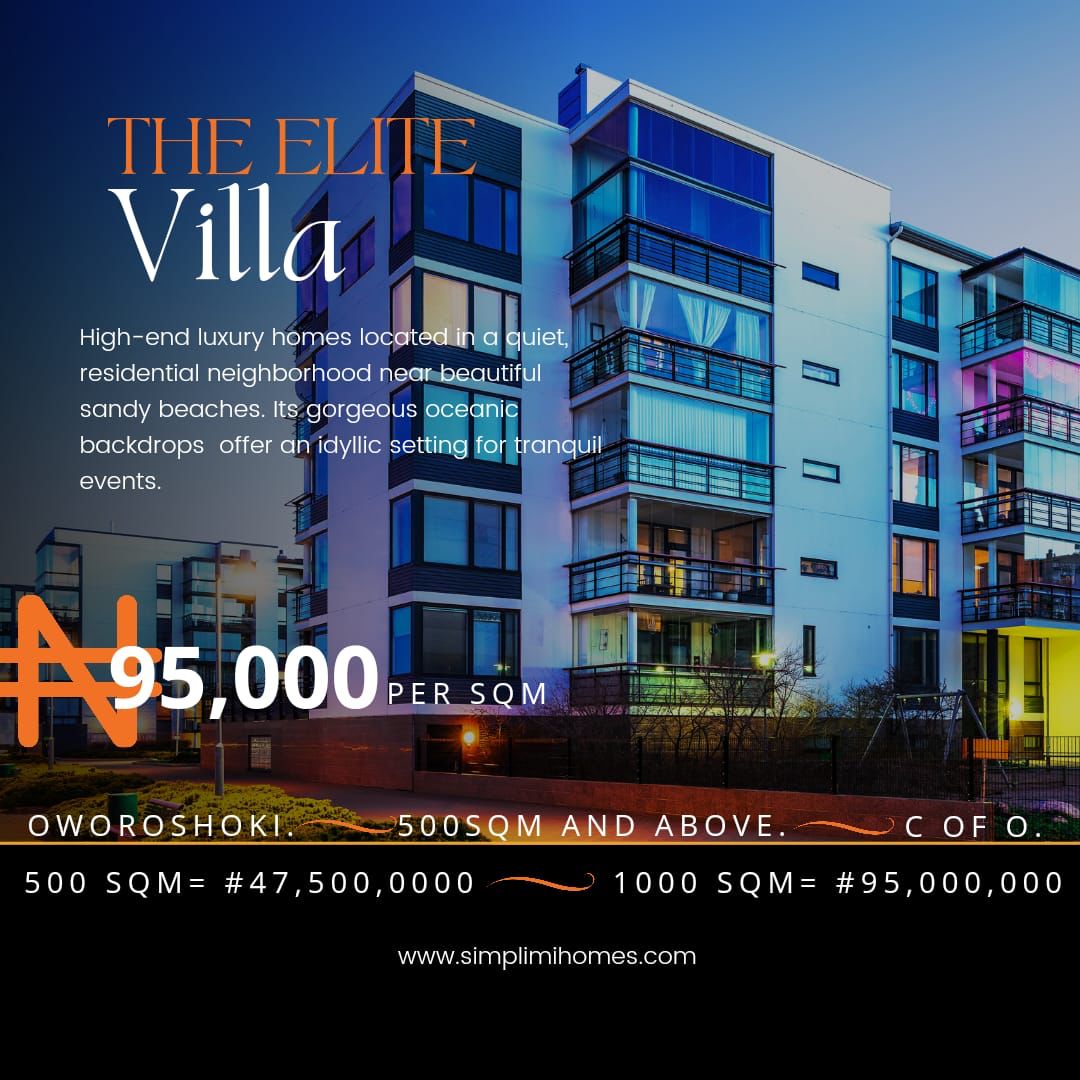 THE ELITE
Villa
High-end luxury homes located in a quiet,
residential neighborhood near beautiful
sandy beaches. Its gorgeous oceanic
backdrops  offer an idyllic setting for tranquil
events.
₦95,000 PER SQM
OWOROSHOKI. 500SQM AND ABOVE. C OF O.
500 SQM= #47,500,0000 1000 SQM= #95,000,000
www.simplimihomes.com